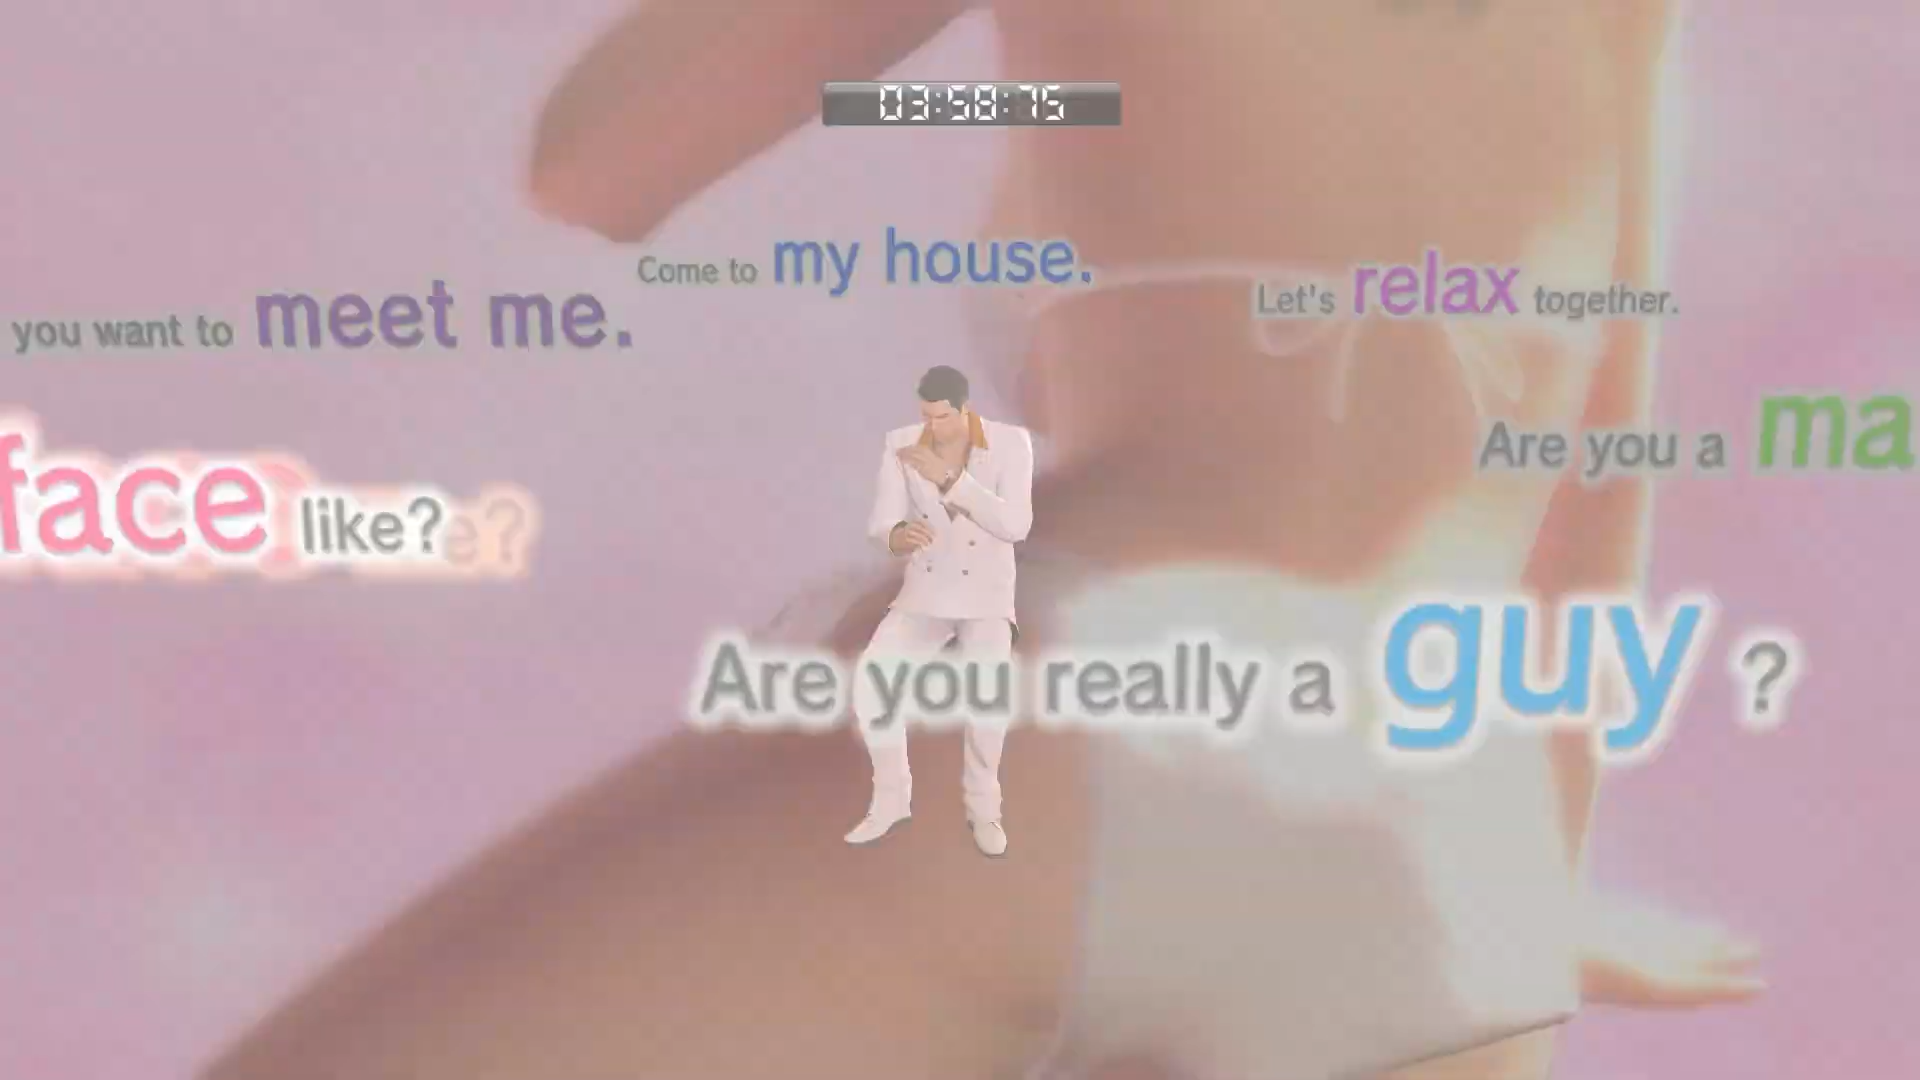 03:58:75
Come to my house.
you want to meet me.
Let's relax together.
Are you a ma
face like?
e?
Are you really a guy ?